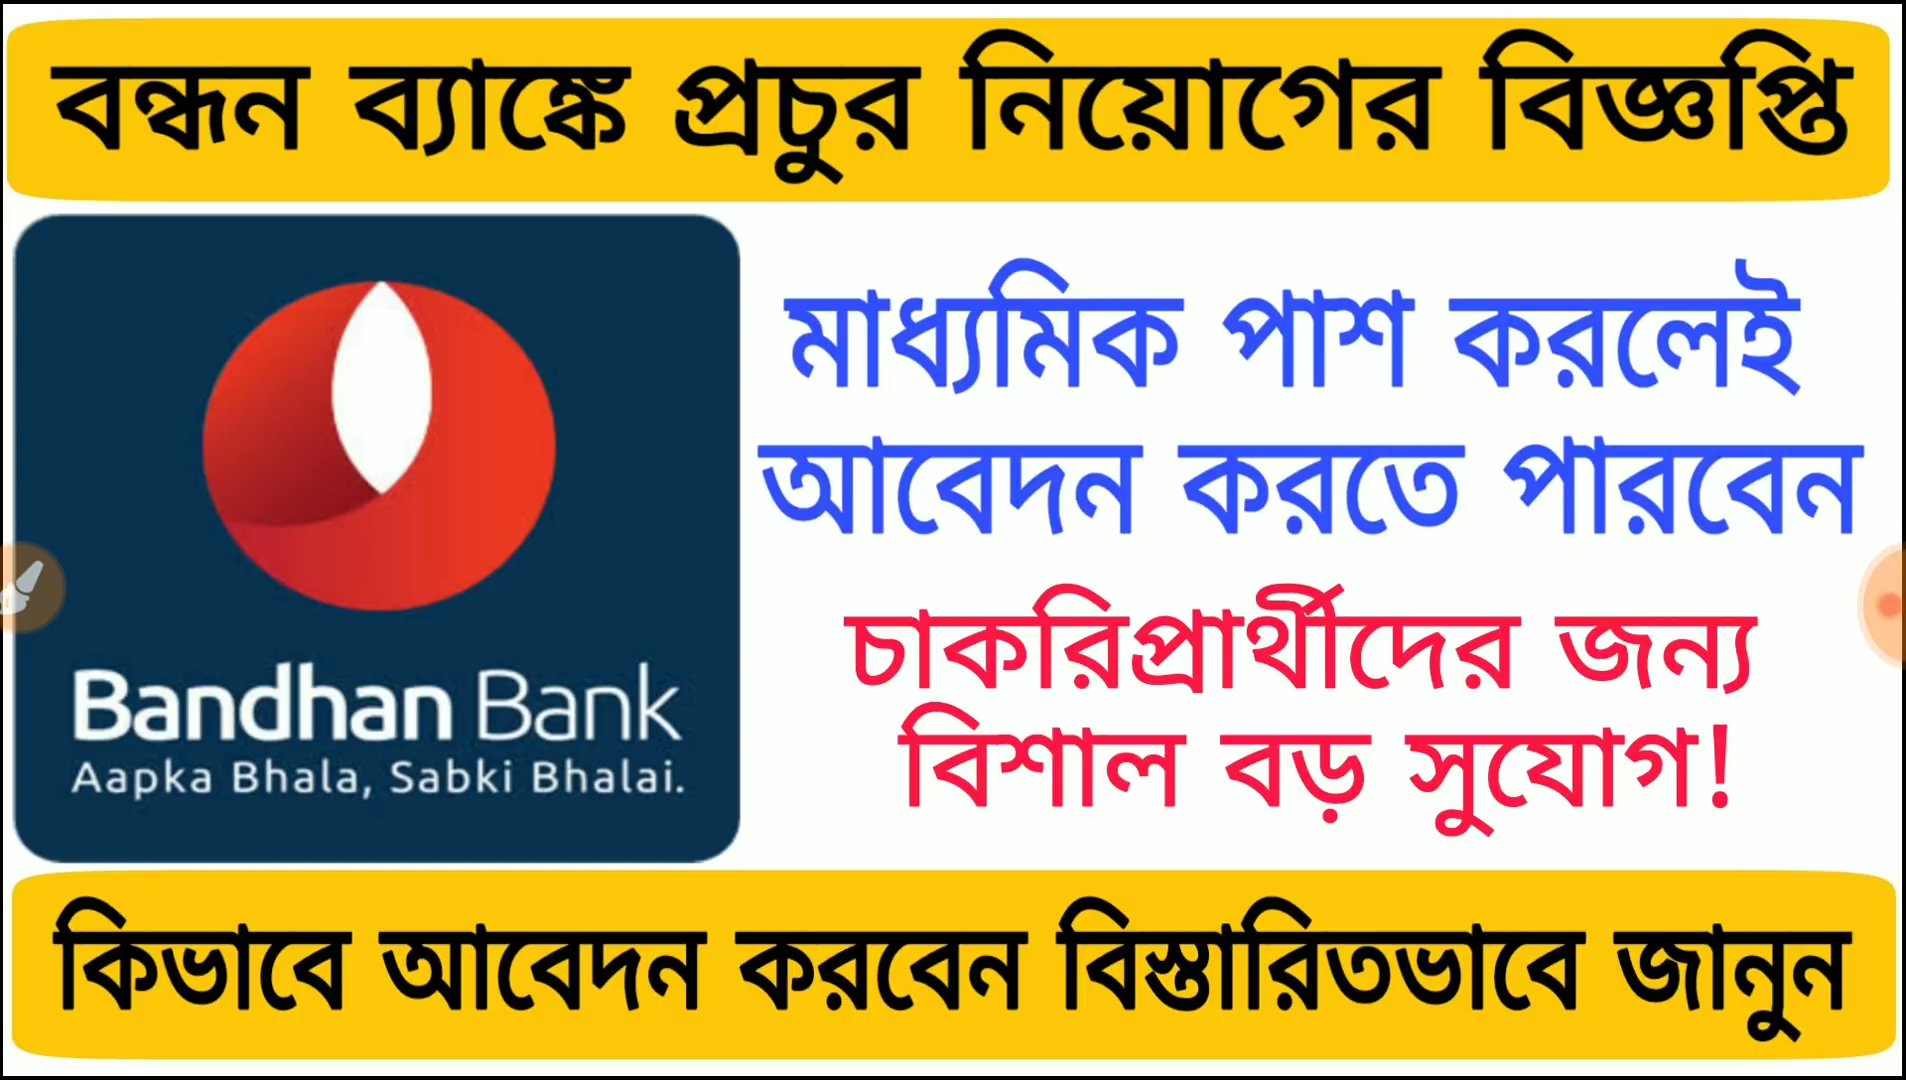 বন্ধন ব্যাঙ্কে প্রচুর নিয়োগের বিজ্ঞপ্তি
মাধ্যমিক পাশ করলেই
আবেদন করতে পারবেন
চাকরিপ্রার্থীদের জন্য
বিশাল বড় সুযোগ!
Bandhan Bank
Aapka Bhala, Sabki Bhalai.
কিভাবে আবেদন করবেন বিস্তারিতভাবে জানুন